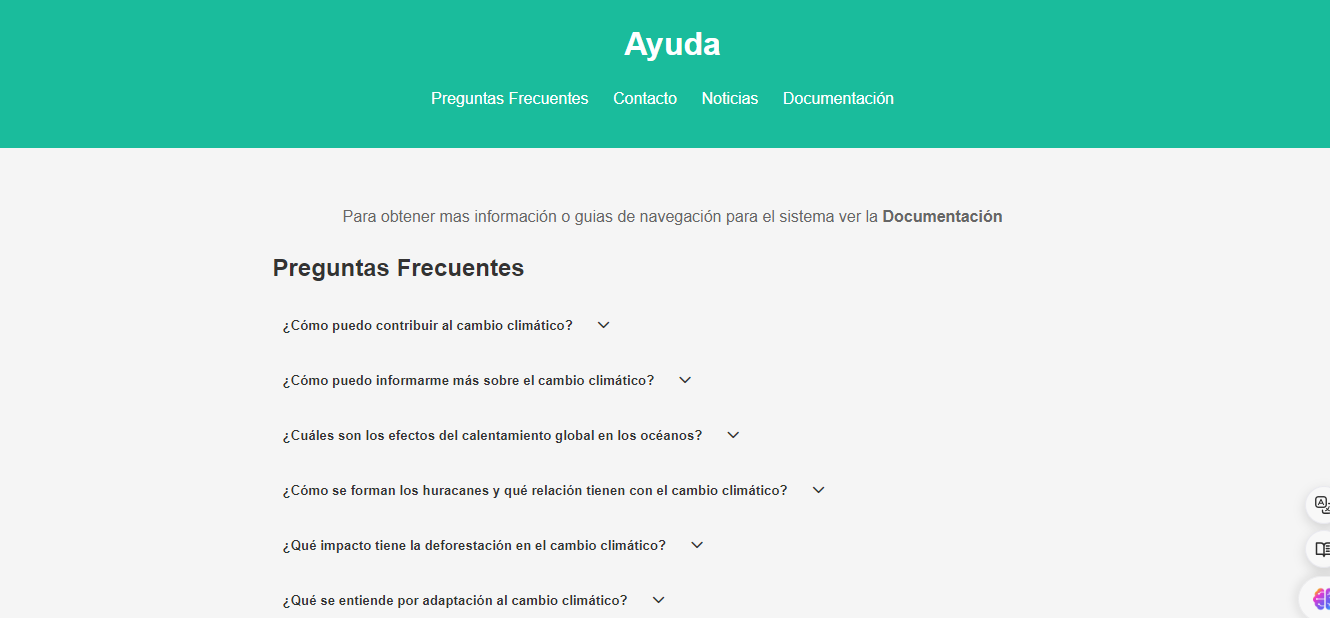 Ayuda
Preguntas Frecuentes Contacto Noticias Documentación
Para obtener mas información o guias de navegación para el sistema ver la Documentación
Preguntas Frecuentes
¿Cómo puedo contribuir al cambio climático?
¿Cómo puedo informarme más sobre el cambio climático?
¿Cuáles son los efectos del calentamiento global en los océanos?
¿Cómo se forman los huracanes y qué relación tienen con el cambio climático?
¿Qué impacto tiene la deforestación en el cambio climático?
¿Qué se entiende por adaptación al cambio climático?